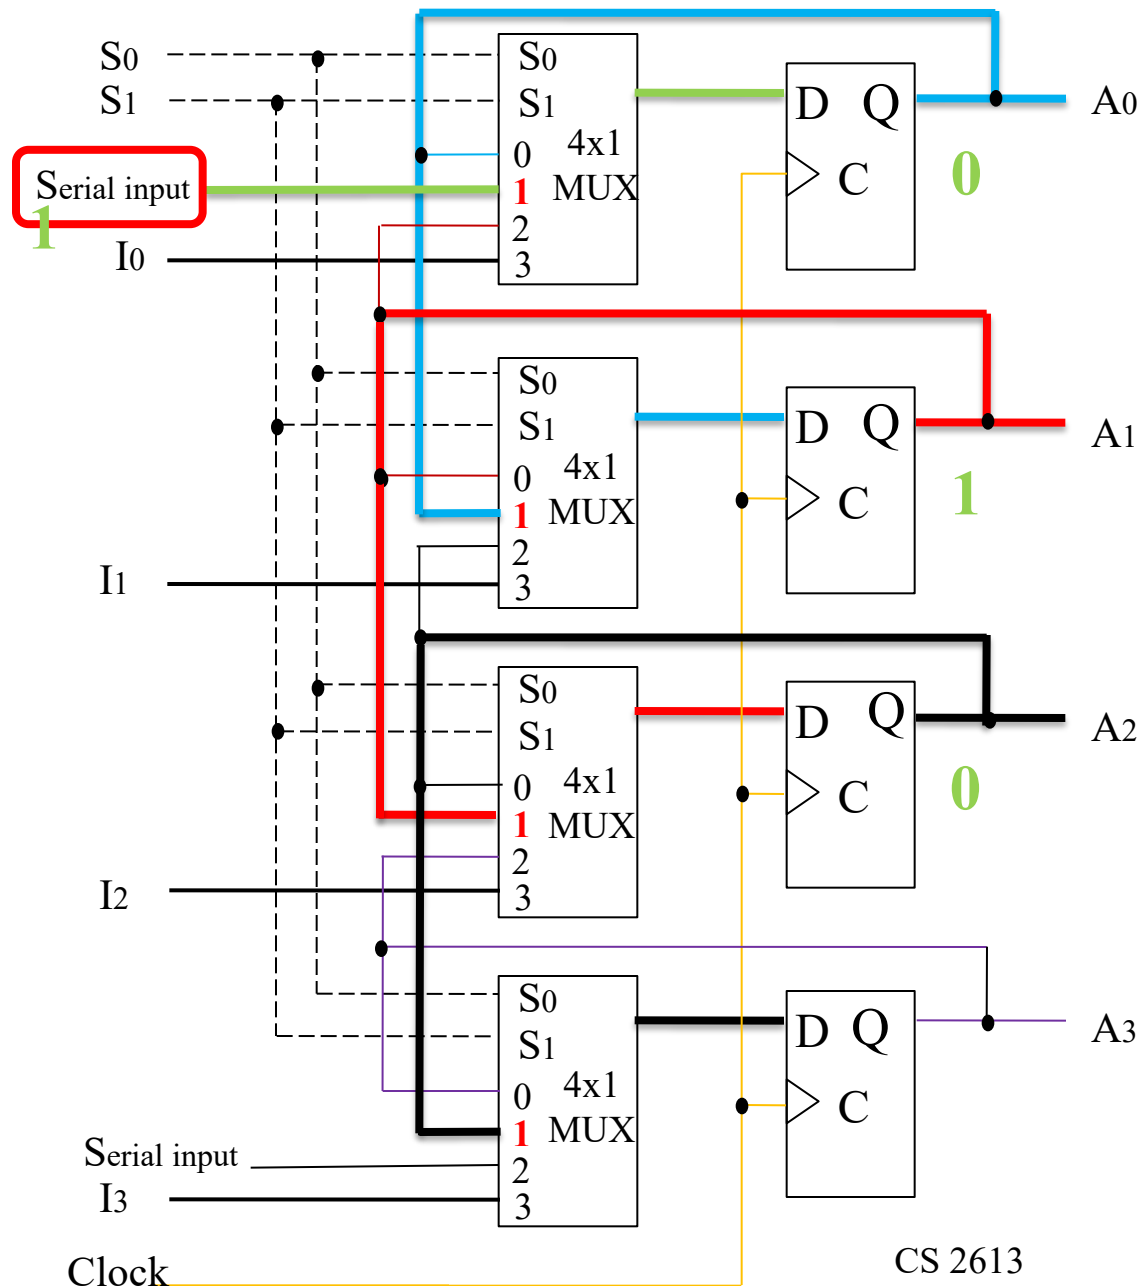 S0 S0
S1 S1 D Q A0
0 4x1
Serial input 1 MUX C 0
1 2
I0 3
S0
S1 D Q A1
0 4x1
1 MUX C 1
2
I1 3
S0
S1 D Q A2
0 4x1
1 MUX C 0
2
I2 3
S0
S1 D Q A3
0 4x1
1 MUX C
Serial input 2
I3 3
Clock CS 2613